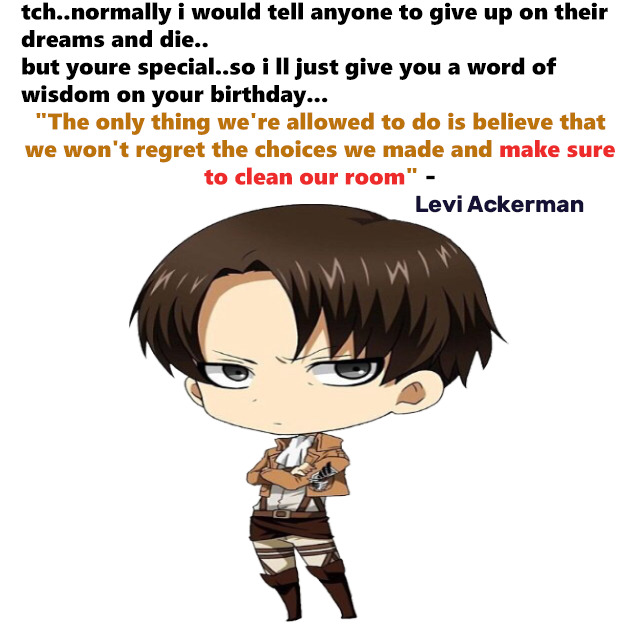 tch..normally i would tell anyone to give up on their
dreams and die..
but youre special..so i ll just give you a word of
wisdom on your birthday...
"The only thing we're allowed to do is believe that
we won't regret the choices we made and make sure
to clean our room" -
Levi Ackerman